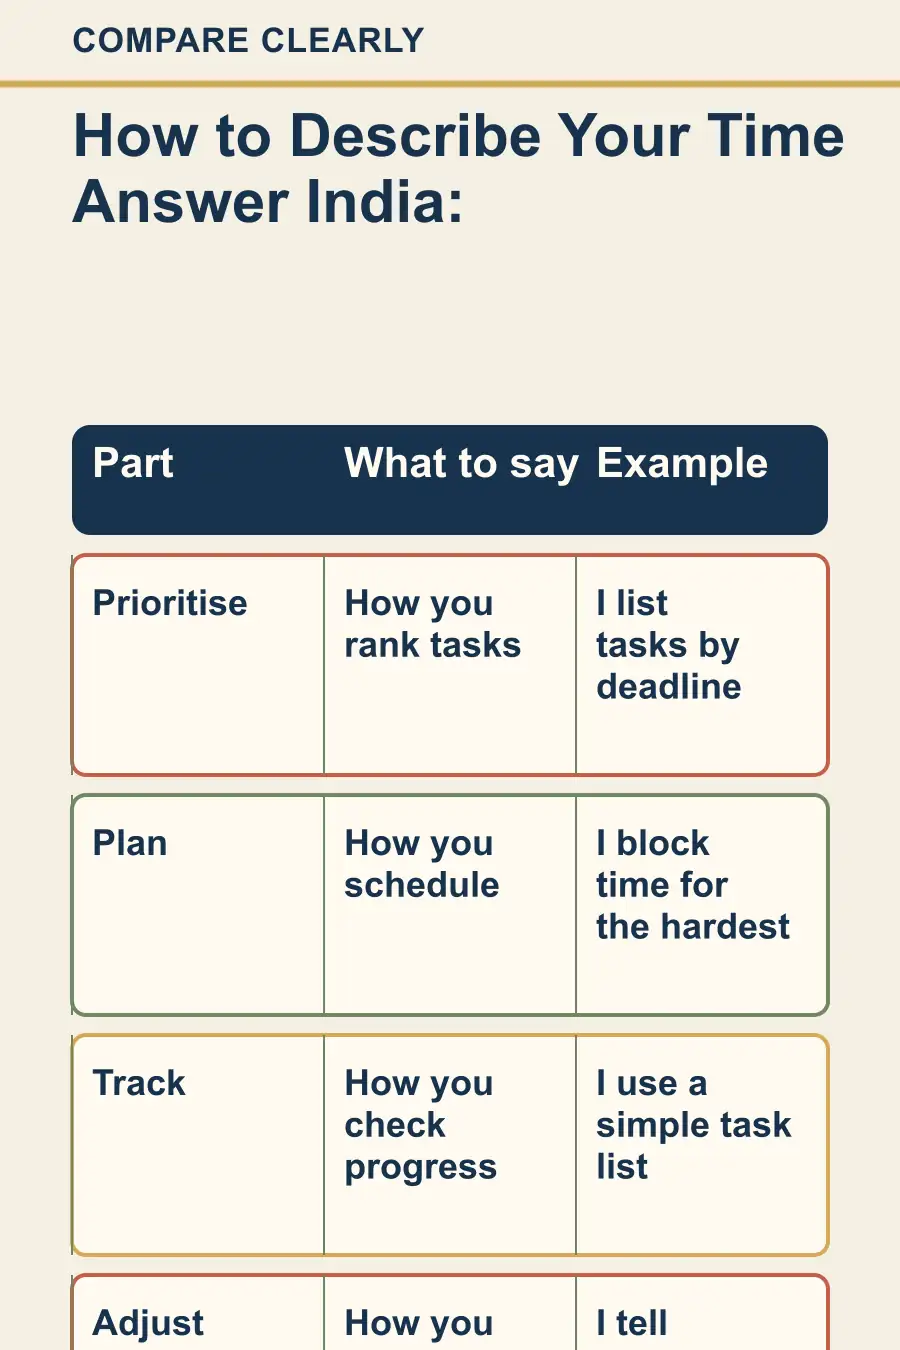 COMPARE CLEARLY
How to Describe Your Time
Answer India:
Part What to say Example
Prioritise
How you
rank tasks
I list
tasks by
deadline
Plan
How you
schedule
I block
time for
the hardest
Track
How you
check
progress
I use a
simple task
list
Adjust
How you
I tell